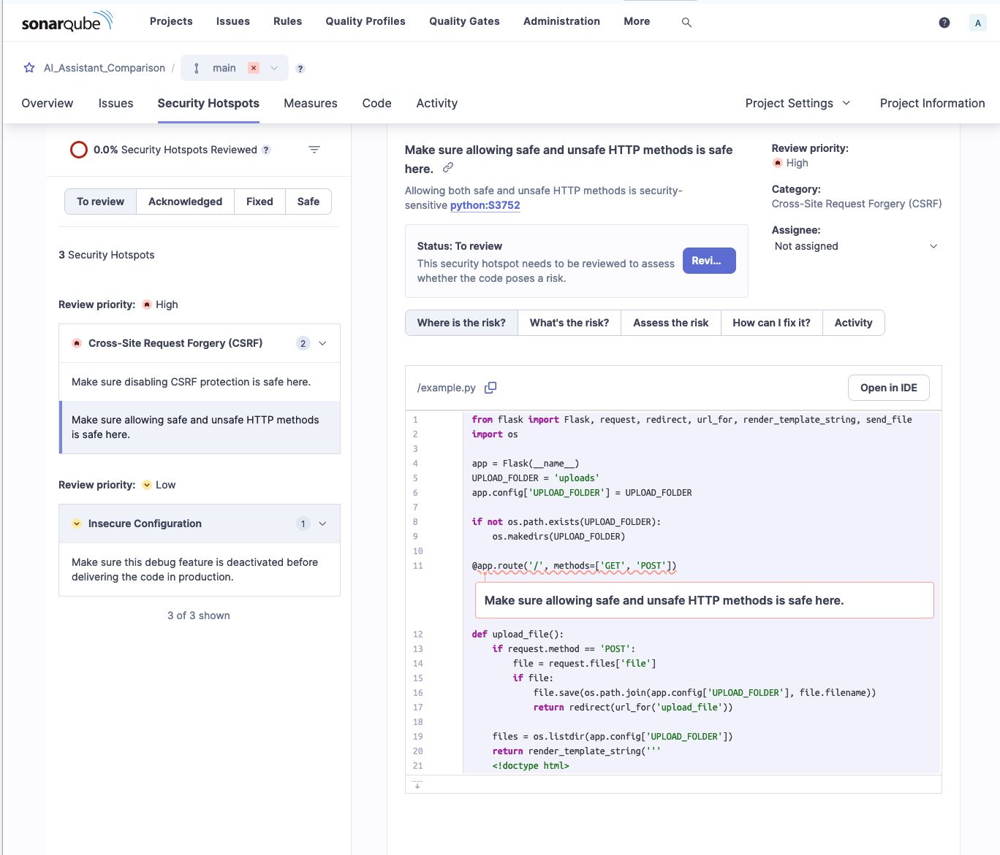 sonarqube Projects Issues Rules Quality Profiles Quality Gates Administration More ? A
AI_Assistant_Comparison / main ?
Overview Issues Security Hotspots Measures Code Activity Project Settings Project Information
0.0% Security Hotspots Reviewed ?
To review Acknowledged Fixed Safe
3 Security Hotspots
Review priority: High
Cross-Site Request Forgery (CSRF) 2
Make sure disabling CSRF protection is safe here.
Make sure allowing safe and unsafe HTTP methods
is safe here.
Review priority: Low
Insecure Configuration 1
Make sure this debug feature is deactivated before
delivering the code in production.
3 of 3 shown
Make sure allowing safe and unsafe HTTP methods is safe
here.
Allowing both safe and unsafe HTTP methods is security-
sensitive python:S3752
Review priority:
High
Category:
Cross-Site Request Forgery (CSRF)
Assignee:
Not assigned
Status: To review
This security hotspot needs to be reviewed to assess
whether the code poses a risk.
Revi...
Where is the risk? What's the risk? Assess the risk How can I fix it? Activity
/example.py Open in IDE
1 from flask import Flask, request, redirect, url_for, render_template_string, send_file
2 import os
3
4 app = Flask(__name__)
5 UPLOAD_FOLDER = 'uploads'
6 app.config['UPLOAD_FOLDER'] = UPLOAD_FOLDER
7
8 if not os.path.exists(UPLOAD_FOLDER):
9     os.makedirs(UPLOAD_FOLDER)
10
11 @app.route('/', methods=['GET', 'POST'])
Make sure allowing safe and unsafe HTTP methods is safe here.
12 def upload_file():
13     if request.method == 'POST':
14         file = request.files['file']
15         if file:
16             file.save(os.path.join(app.config['UPLOAD_FOLDER'], file.filename))
17             return redirect(url_for('upload_file'))
18
19     files = os.listdir(app.config['UPLOAD_FOLDER'])
20     return render_template_string('''
21     <!doctype html>